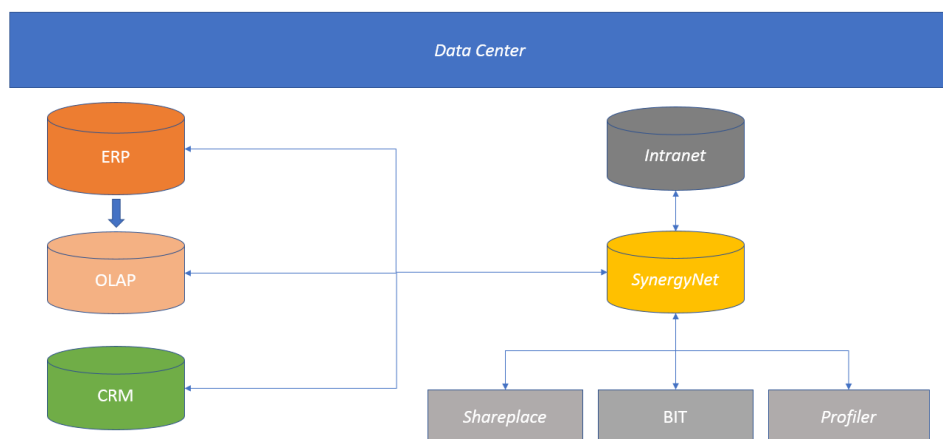 Data Center
ERP
Intranet
OLAP
SynergyNet
CRM
Shareplace
BIT
Profiler